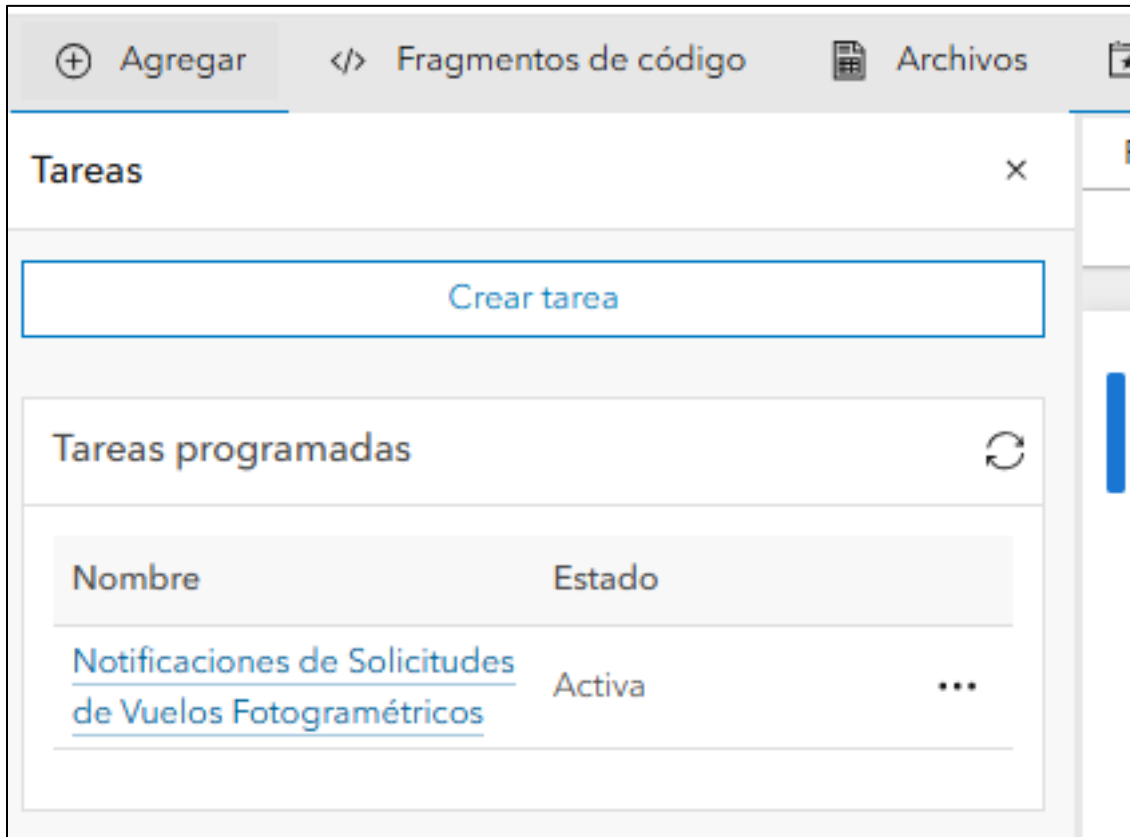 Agregar
Fragmentos de código
Archivos
Tareas
Crear tarea
Tareas programadas
Nombre
Estado
Notificaciones de Solicitudes
de Vuelos Fotogramétricos
Activa